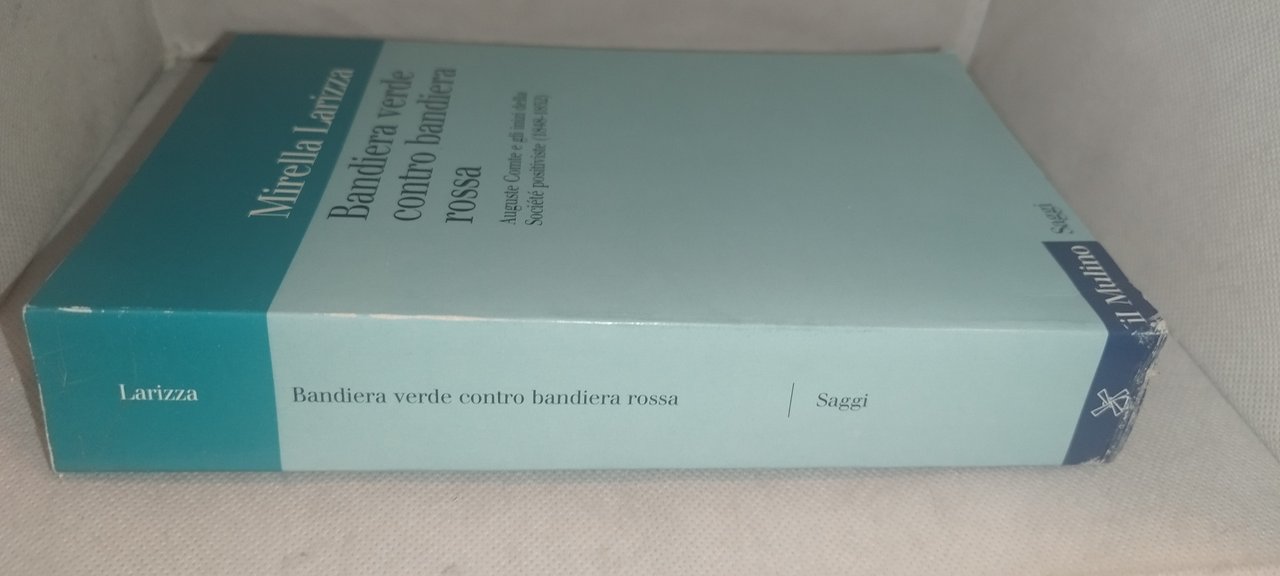 Mirella Larizza
Bandiera verde
contro bandiera
rossa
Auguste Comte e gli inizi della
Société positiviste (1848-1852)
Saggi
il Mulino
Larizza
Bandiera verde contro bandiera rossa
Saggi